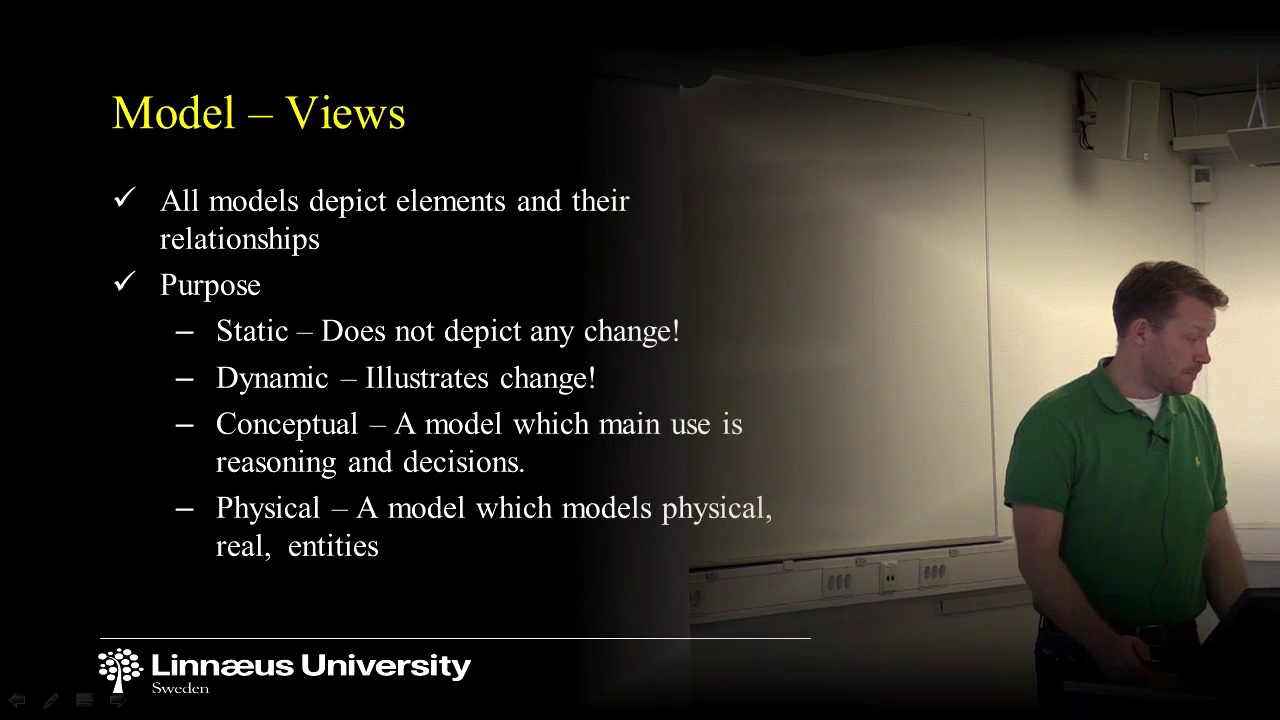 Model – Views
✓ All models depict elements and their
relationships
✓ Purpose
– Static – Does not depict any change!
– Dynamic – Illustrates change!
– Conceptual – A model which main use is
reasoning and decisions.
– Physical – A model which models physical,
real, entities
Linnæus University
Sweden